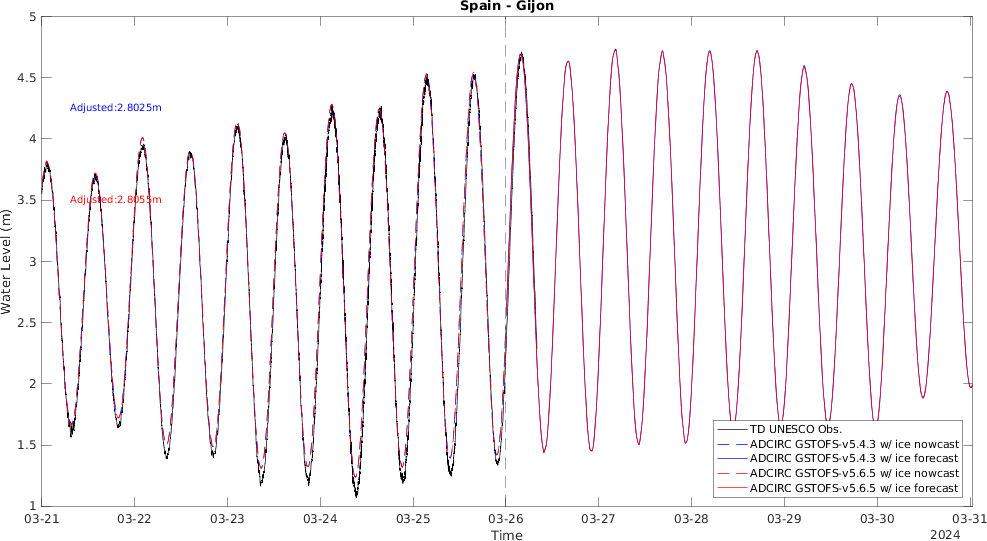 Spain - Gijon
5
4.5
4
3.5
3
2.5
2
1.5
1
Water Level (m)
Adjusted:2.8025m
Adjusted:2.8055m
TD UNESCO Obs.
ADCIRC GSTOFS-v5.4.3 w/ ice nowcast
ADCIRC GSTOFS-v5.4.3 w/ ice forecast
ADCIRC GSTOFS-v5.6.5 w/ ice nowcast
ADCIRC GSTOFS-v5.6.5 w/ ice forecast
03-21 03-22 03-23 03-24 03-25 03-26 03-27 03-28 03-29 03-30 03-31
Time
2024